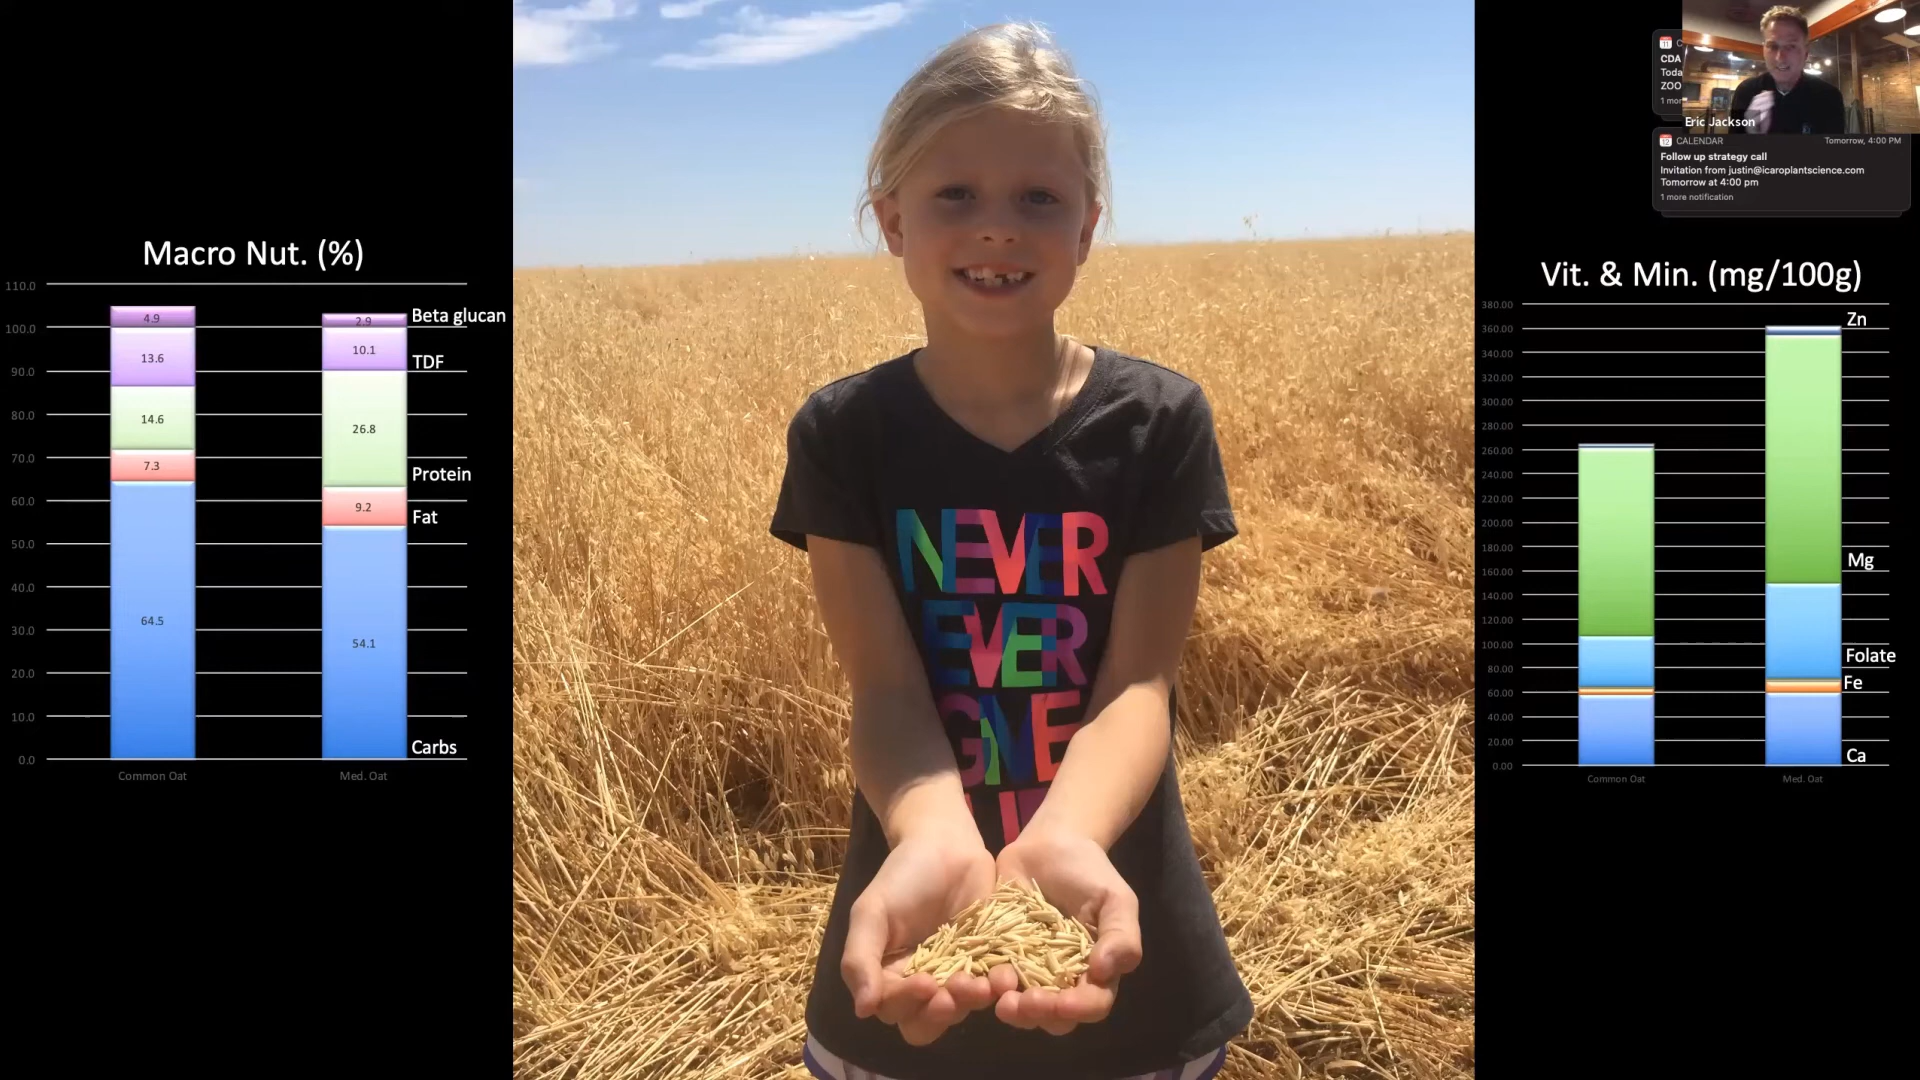 Macro Nut. (%)
110.0
100.0
90.0
80.0
70.0
60.0
50.0
40.0
30.0
20.0
10.0
0.0
4.9
13.6
14.6
7.3
64.5
2.9
10.1
26.8
9.2
54.1
Beta glucan
TDF
Protein
Fat
Carbs
Common Oat
Med. Oat
NEVER
EVER
GIVE
CDA
ZOO
Eric Jackson
CALENDAR
Tomorrow, 4:00 PM
Follow up strategy call
Invitation from justin@icaroplantscience.com
Tomorrow at 4:00 pm
1 more notification
Vit. & Min. (mg/100g)
380.00
360.00
340.00
320.00
300.00
280.00
260.00
240.00
220.00
200.00
180.00
160.00
140.00
120.00
100.00
80.00
60.00
40.00
20.00
0.00
Zn
Mg
Folate
Fe
Ca
Common Oat
Med. Oat